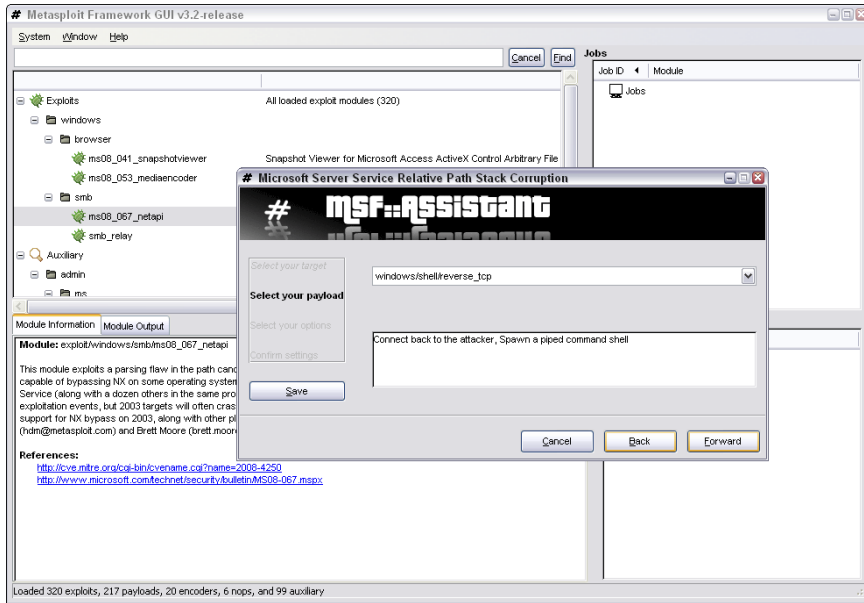 # Metasploit Framework GUI v3.2-release
System Window Help
Cancel Find
Exploits All loaded exploit modules (320)
windows
browser
ms08_041_snapshotviewer Snapshot Viewer for Microsoft Access ActiveX Control Arbitrary File
ms08_053_mediaencoder
smb
ms08_067_netapi
smb_relay
Auxiliary
admin
ms
Jobs
Job ID Module
Jobs
# Microsoft Server Service Relative Path Stack Corruption
# msf::Assistant
Select your target
Select your payload
Select your options
Confirm settings
Save
windows/shell/reverse_tcp
Connect back to the attacker, Spawn a piped command shell
Cancel Back Forward
Module Information Module Output
Module: exploit/windows/smb/ms08_067_netapi
This module exploits a parsing flaw in the path cano
capable of bypassing NX on some operating system
Service (along with a dozen others in the same pro
exploitation events, but 2003 targets will often cras
support for NX bypass on 2003, along with other pl
(hdm@metasploit.com) and Brett Moore (brett.moor
References:
http://cve.mitre.org/cgi-bin/cvename.cgi?name=2008-4250
http://www.microsoft.com/technet/security/bulletin/MS08-067.mspx
Loaded 320 exploits, 217 payloads, 20 encoders, 6 nops, and 99 auxiliary